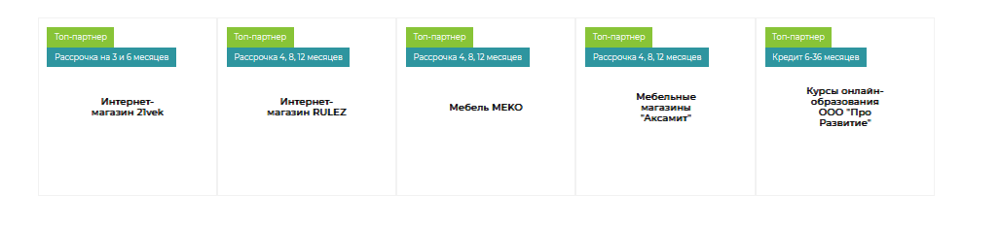 Топ-партнер
Рассрочка на 3 и 6 месяцев
Интернет-
магазин 21vek
Топ-партнер
Рассрочка 4, 8, 12 месяцев
Интернет-
магазин RULEZ
Топ-партнер
Рассрочка 4, 8, 12 месяцев
Мебель МЕКО
Топ-партнер
Рассрочка 4, 8, 12 месяцев
Мебельные
магазины
"Аксамит"
Топ-партнер
Кредит 6-36 месяцев
Курсы онлайн-
образования
ООО "Про
Развитие"